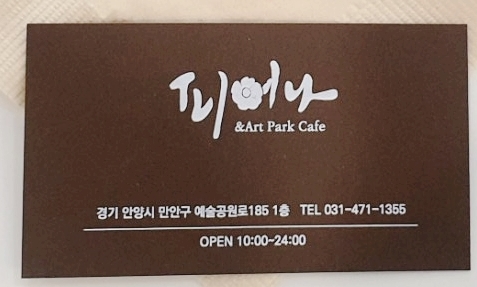 피어나
&Art Park Cafe
경기 안양시 만안구 예술공원로185 1층 TEL 031-471-1355
OPEN 10:00~24:00